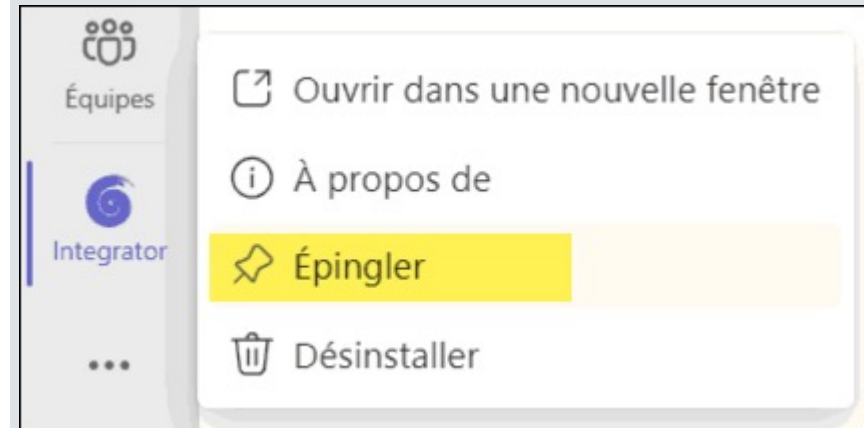 Équipes
Integrator
Ouvrir dans une nouvelle fenêtre
À propos de
Épingler
Désinstaller